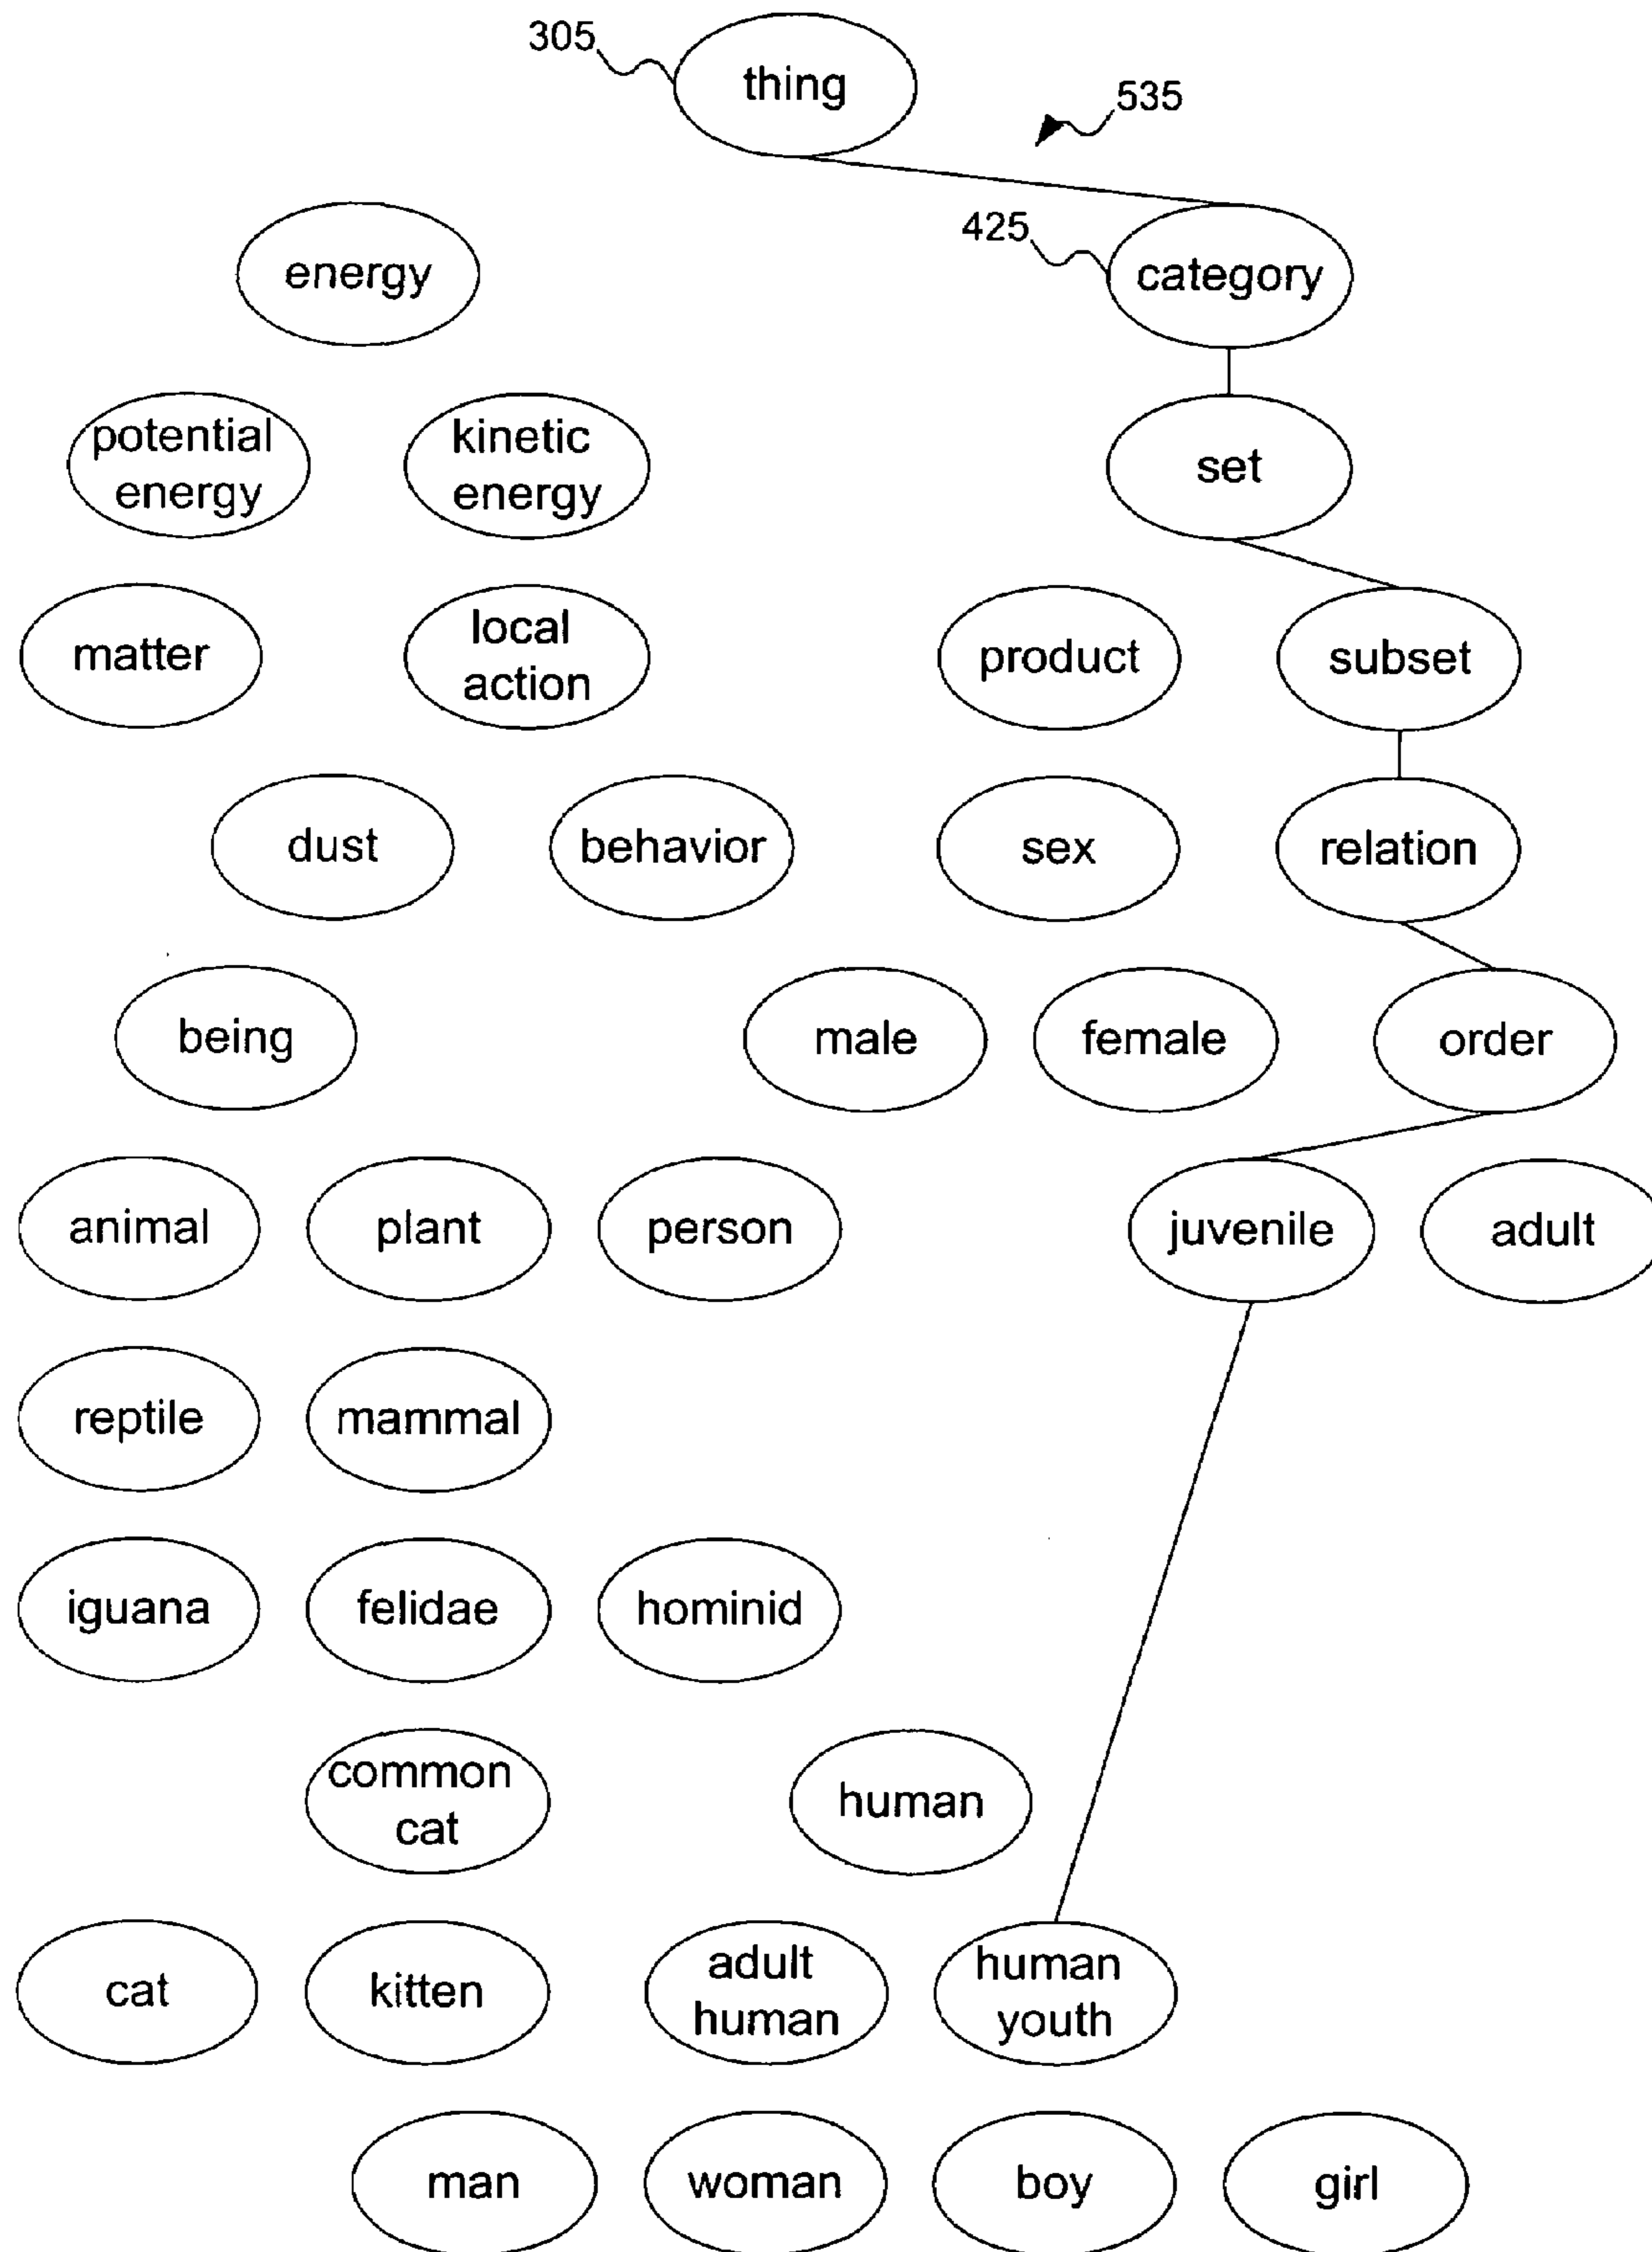 305
thing
535
energy
425
category
potential
energy
kinetic
energy
set
matter
local
action
product
subset
dust
behavior
sex
relation
being
male
female
order
animal
plant
person
juvenile
adult
reptile
mammal
iguana
felidae
hominid
common
cat
human
cat
kitten
adult
human
human
youth
man
woman
boy
girl